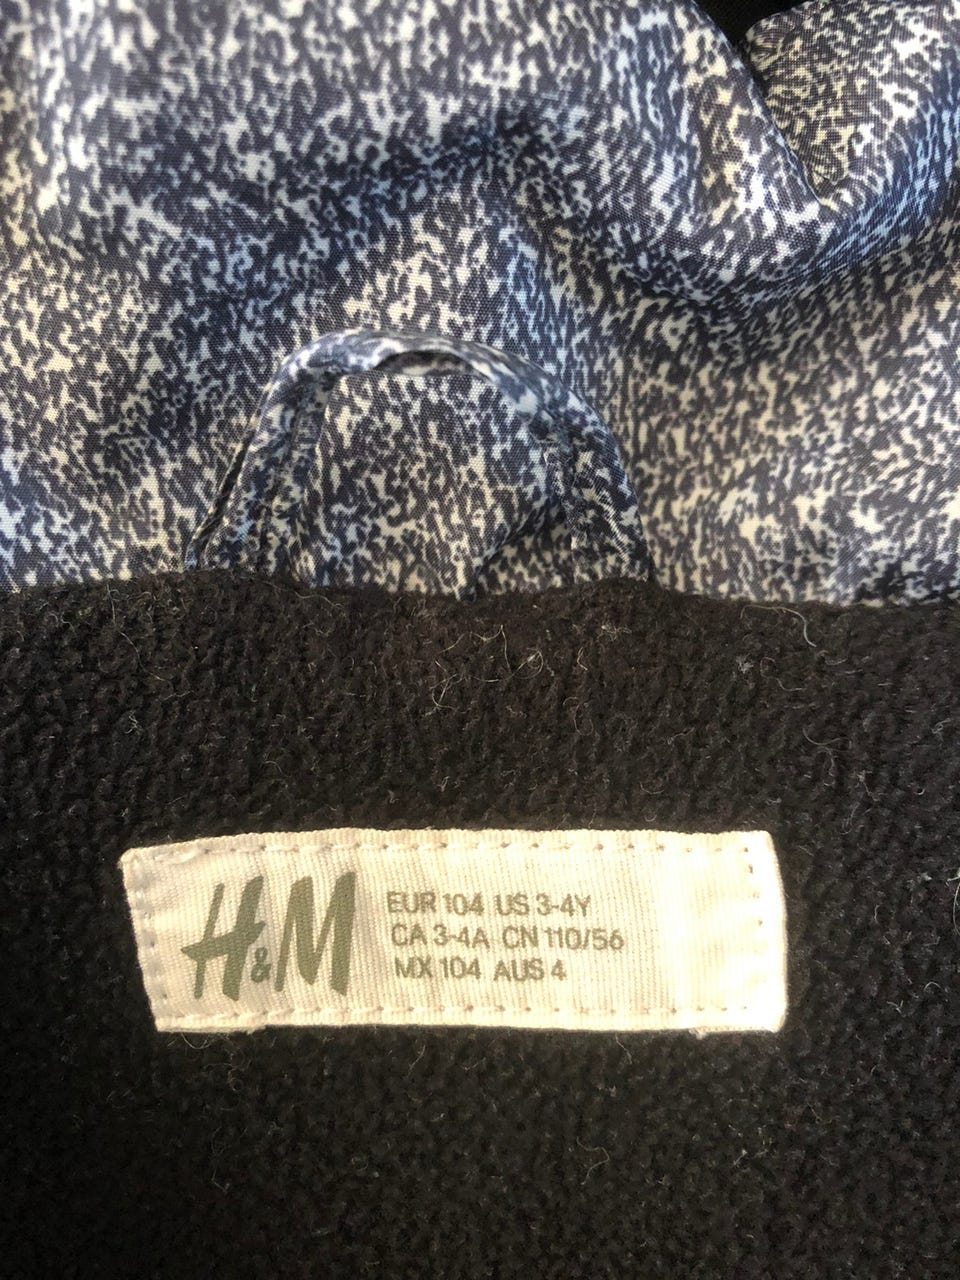 H&M
EUR 104 US 3-4Y
CA 3-4A CN 110/56
MX 104 AUS 4